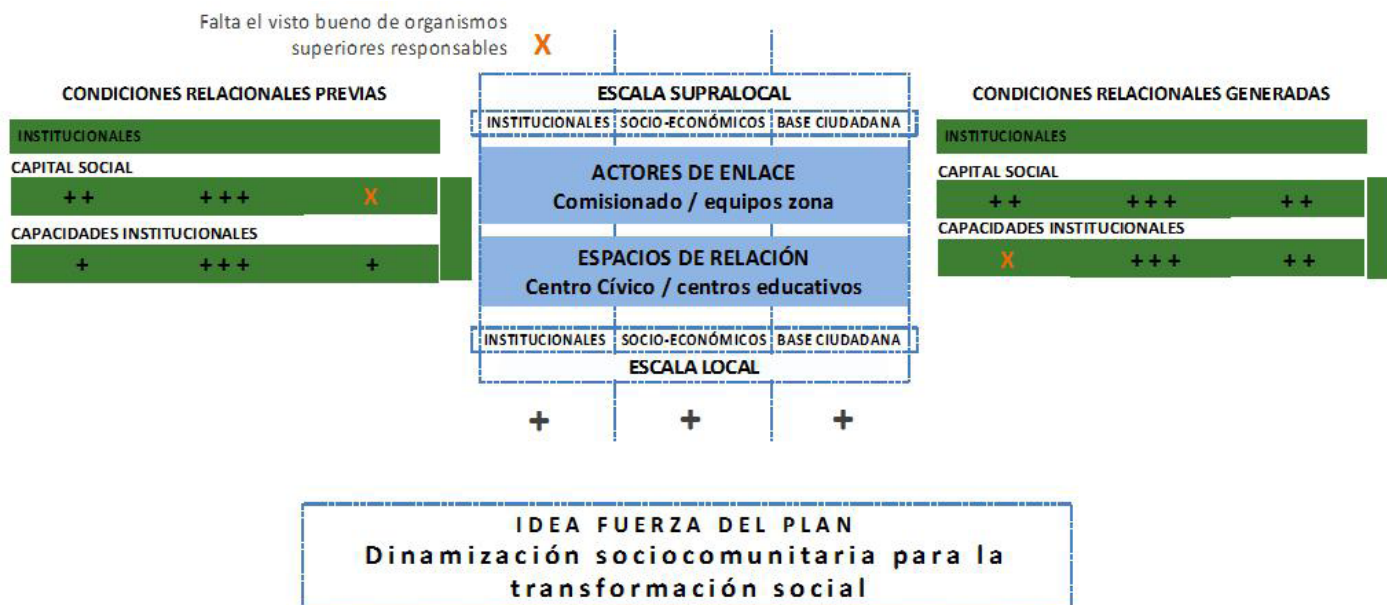 Falta el visto bueno de organismos
superiores responsables X
CONDICIONES RELACIONALES PREVIAS
INSTITUCIONALES
CAPITAL SOCIAL
++ +++ X
CAPACIDADES INSTITUCIONALES
+ +++ +
ESCALA SUPRALOCAL
INSTITUCIONALES SOCIO-ECONÓMICOS BASE CIUDADANA
ACTORES DE ENLACE
Comisionado / equipos zona
ESPACIOS DE RELACIÓN
Centro Cívico / centros educativos
INSTITUCIONALES SOCIO-ECONÓMICOS BASE CIUDADANA
ESCALA LOCAL
+ + +
CONDICIONES RELACIONALES GENERADAS
INSTITUCIONALES
CAPITAL SOCIAL
++ +++ ++
CAPACIDADES INSTITUCIONALES
X +++ ++
IDEA FUERZA DEL PLAN
Dinamización sociocomunitaria para la
transformación social